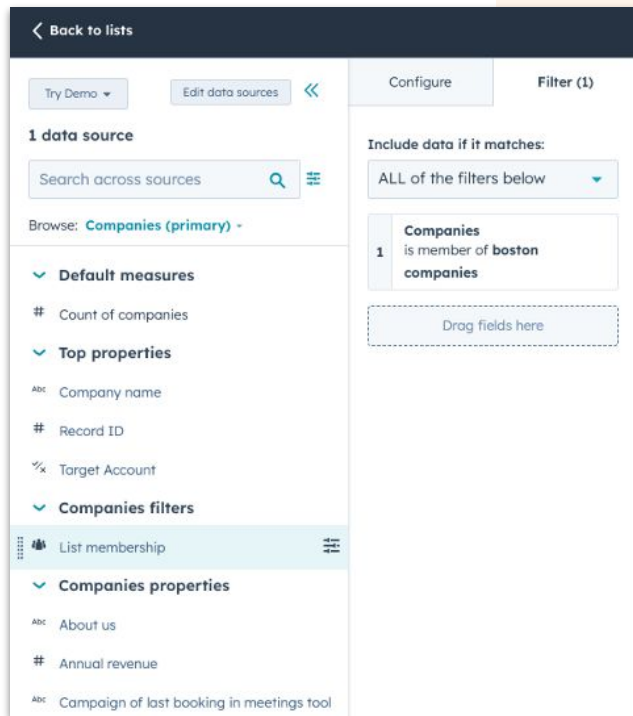 Back to lists
Try Demo
Edit data sources
1 data source
Search across sources
Browse: Companies (primary)
Default measures
# Count of companies
Top properties
Abc Company name
# Record ID
Target Account
Companies filters
List membership
Companies properties
Abc About us
# Annual revenue
Abc Campaign of last booking in meetings tool
Configure
Filter (1)
Include data if it matches:
ALL of the filters below
Companies
1 is member of boston
companies
Drag fields here